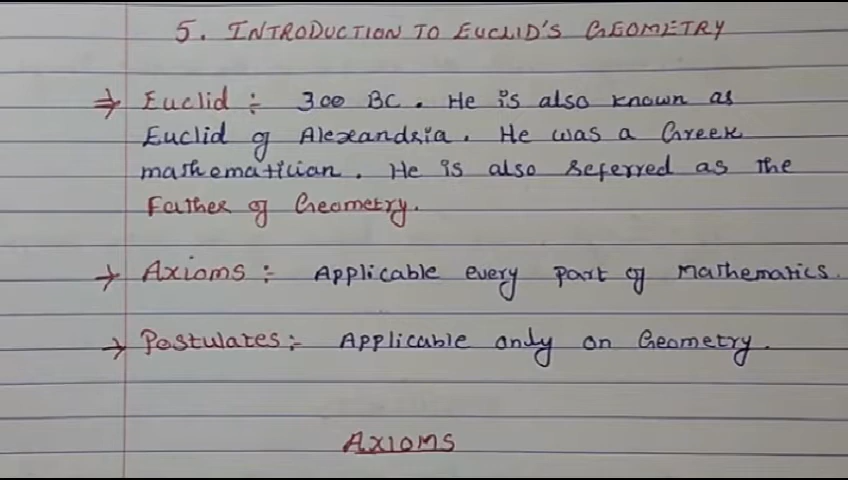 5. INTRODUCTION TO EUCLID'S GEOMETRY
⇒ Euclid :- 300 BC. He is also known as
Euclid of Alexandria. He was a Greek
mathematician. He is also referred as the
Father of Geometry.
→ Axioms :- Applicable every part of Mathematics.
→ Postulates :- Applicable only on Geometry.
AXIOMS